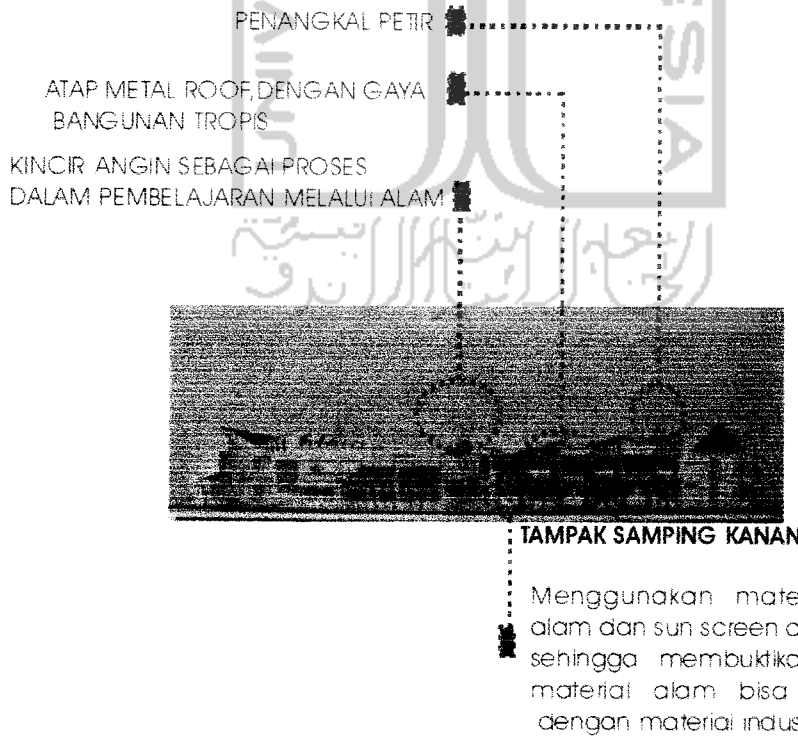 PENANGKAL PETIR
ATAP METAL ROOF, DENGAN GAYA
BANGUNAN TROPIS
KINCIR ANGIN SEBAGAI PROSES
DALAM PEMBELAJARAN MELALUI ALAM
TAMPAK SAMPING KANAN
Menggunakan
alam dan sun screen
sehingga
material alam bisa
dengan material